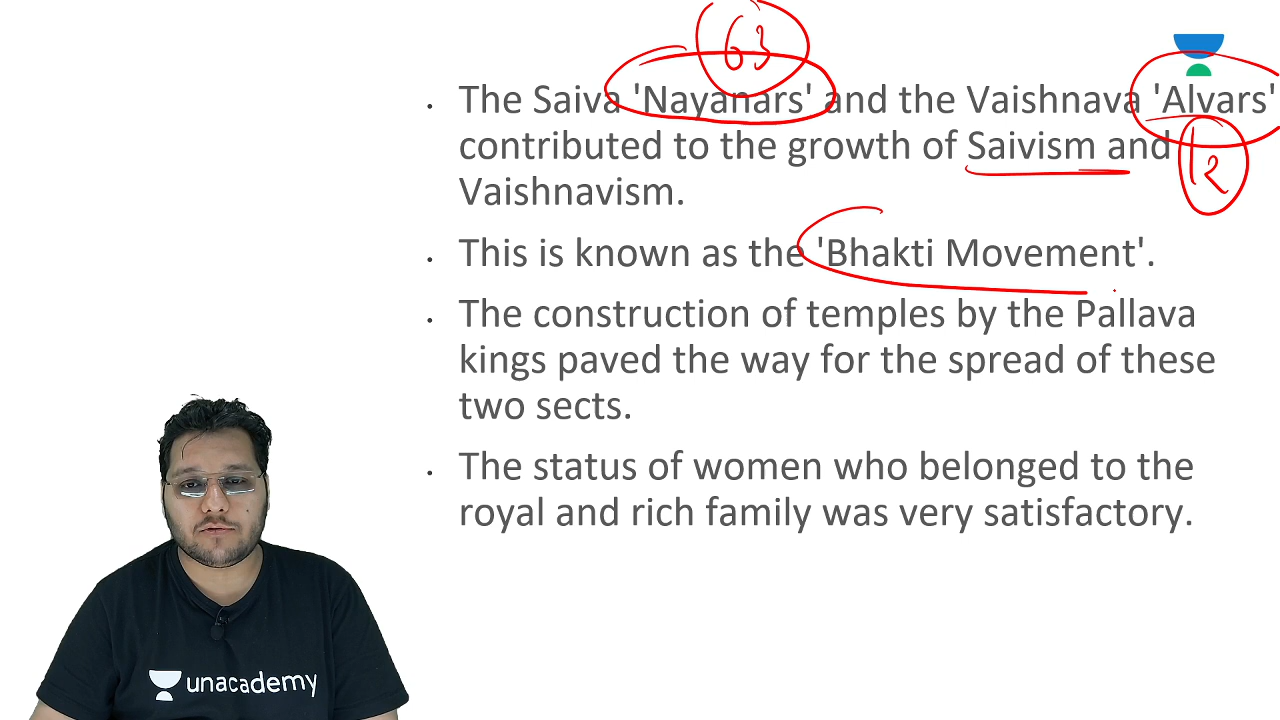 63
The Saiva 'Nayanars' and the Vaishnava 'Alvars'
contributed to the growth of Saivism and
12
Vaishnavism.
This is known as the 'Bhakti Movement'.
The construction of temples by the Pallava
kings paved the way for the spread of these
two sects.
The status of women who belonged to the
royal and rich family was very satisfactory.
unacademy